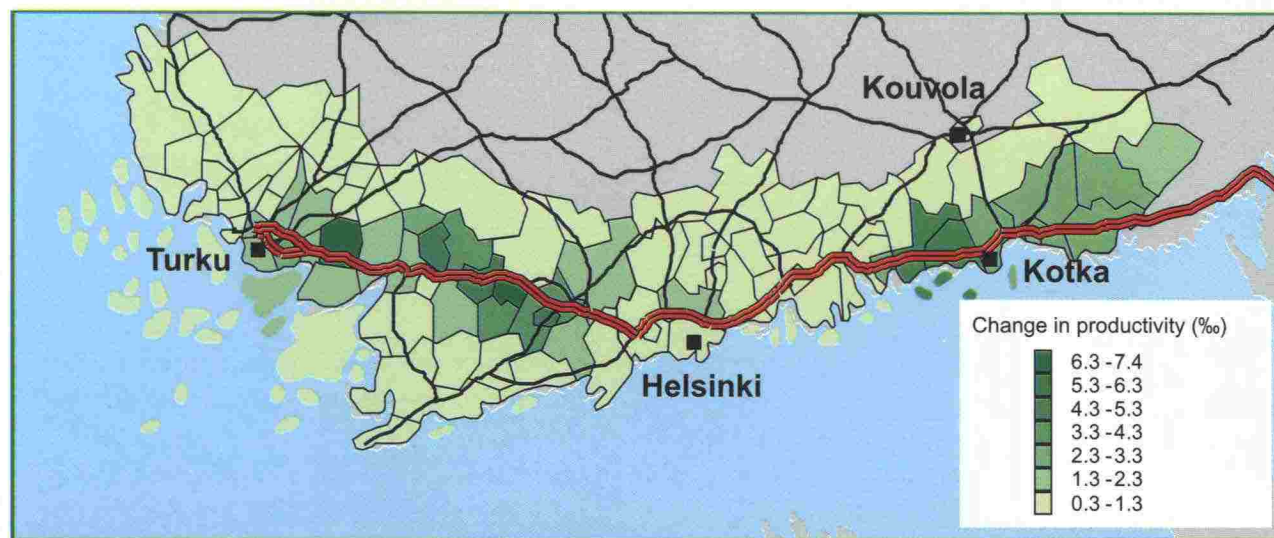 Kouvola
Turku
Kotka
Helsinki
Change in productivity (‰)
6.3 - 7.4
5.3 - 6.3
4.3 - 5.3
3.3 - 4.3
2.3 - 3.3
1.3 - 2.3
0.3 - 1.3